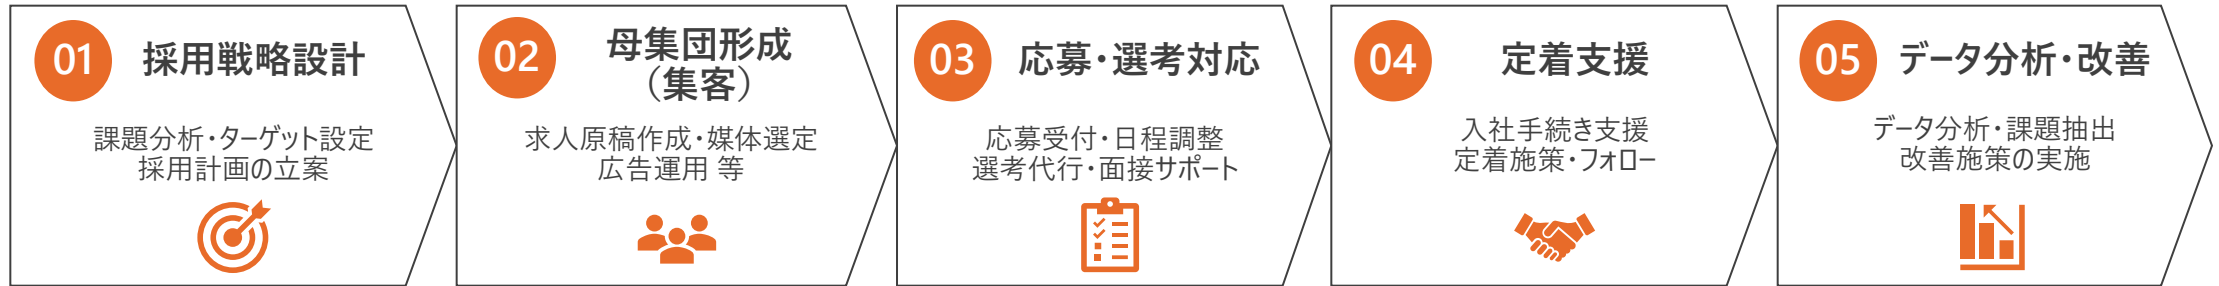 01
採用戦略設計
課題分析・ターゲット設定
採用計画の立案
02
母集団形成
（集客）
求人原稿作成・媒体選定
広告運用 等
03
応募・選考対応
応募受付・日程調整
選考代行・面接サポート
04
定着支援
入社手続き支援
定着施策・フォロー
05
データ分析・改善
データ分析・課題抽出
改善施策の実施